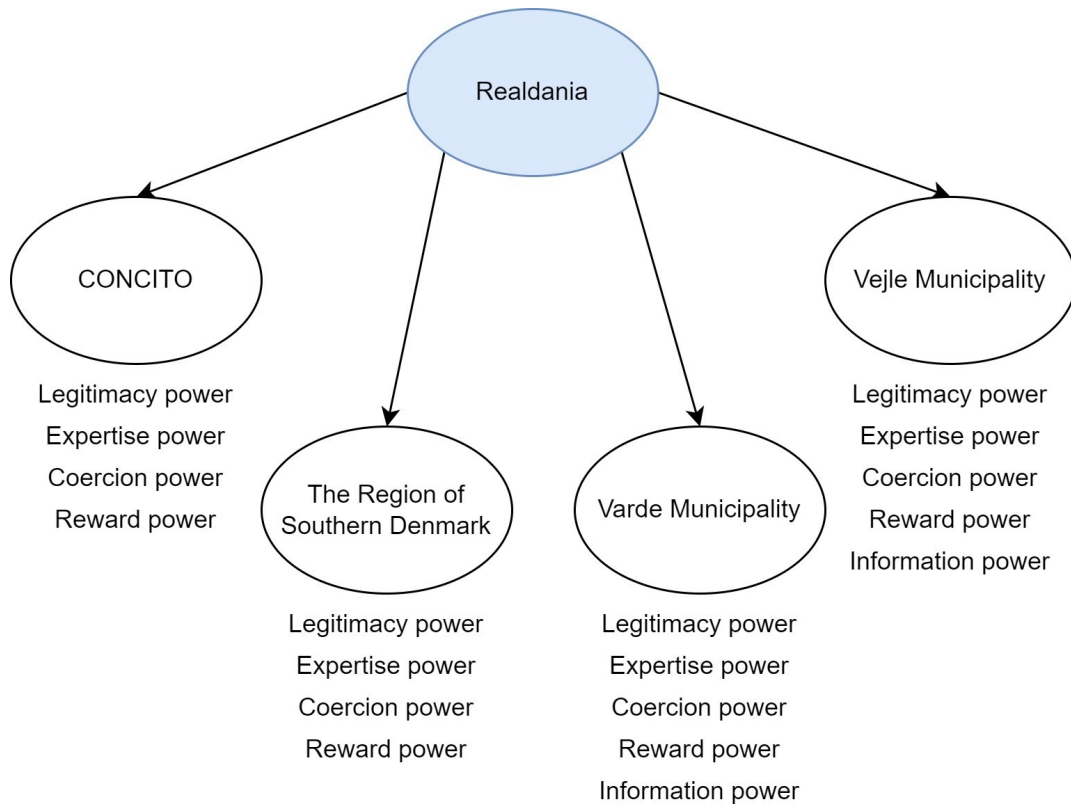 Realdania
CONCITO
Legitimacy power
Expertise power
Coercion power
Reward power
The Region of
Southern Denmark
Legitimacy power
Expertise power
Coercion power
Reward power
Varde Municipality
Legitimacy power
Expertise power
Coercion power
Reward power
Information power
Vejle Municipality
Legitimacy power
Expertise power
Coercion power
Reward power
Information power